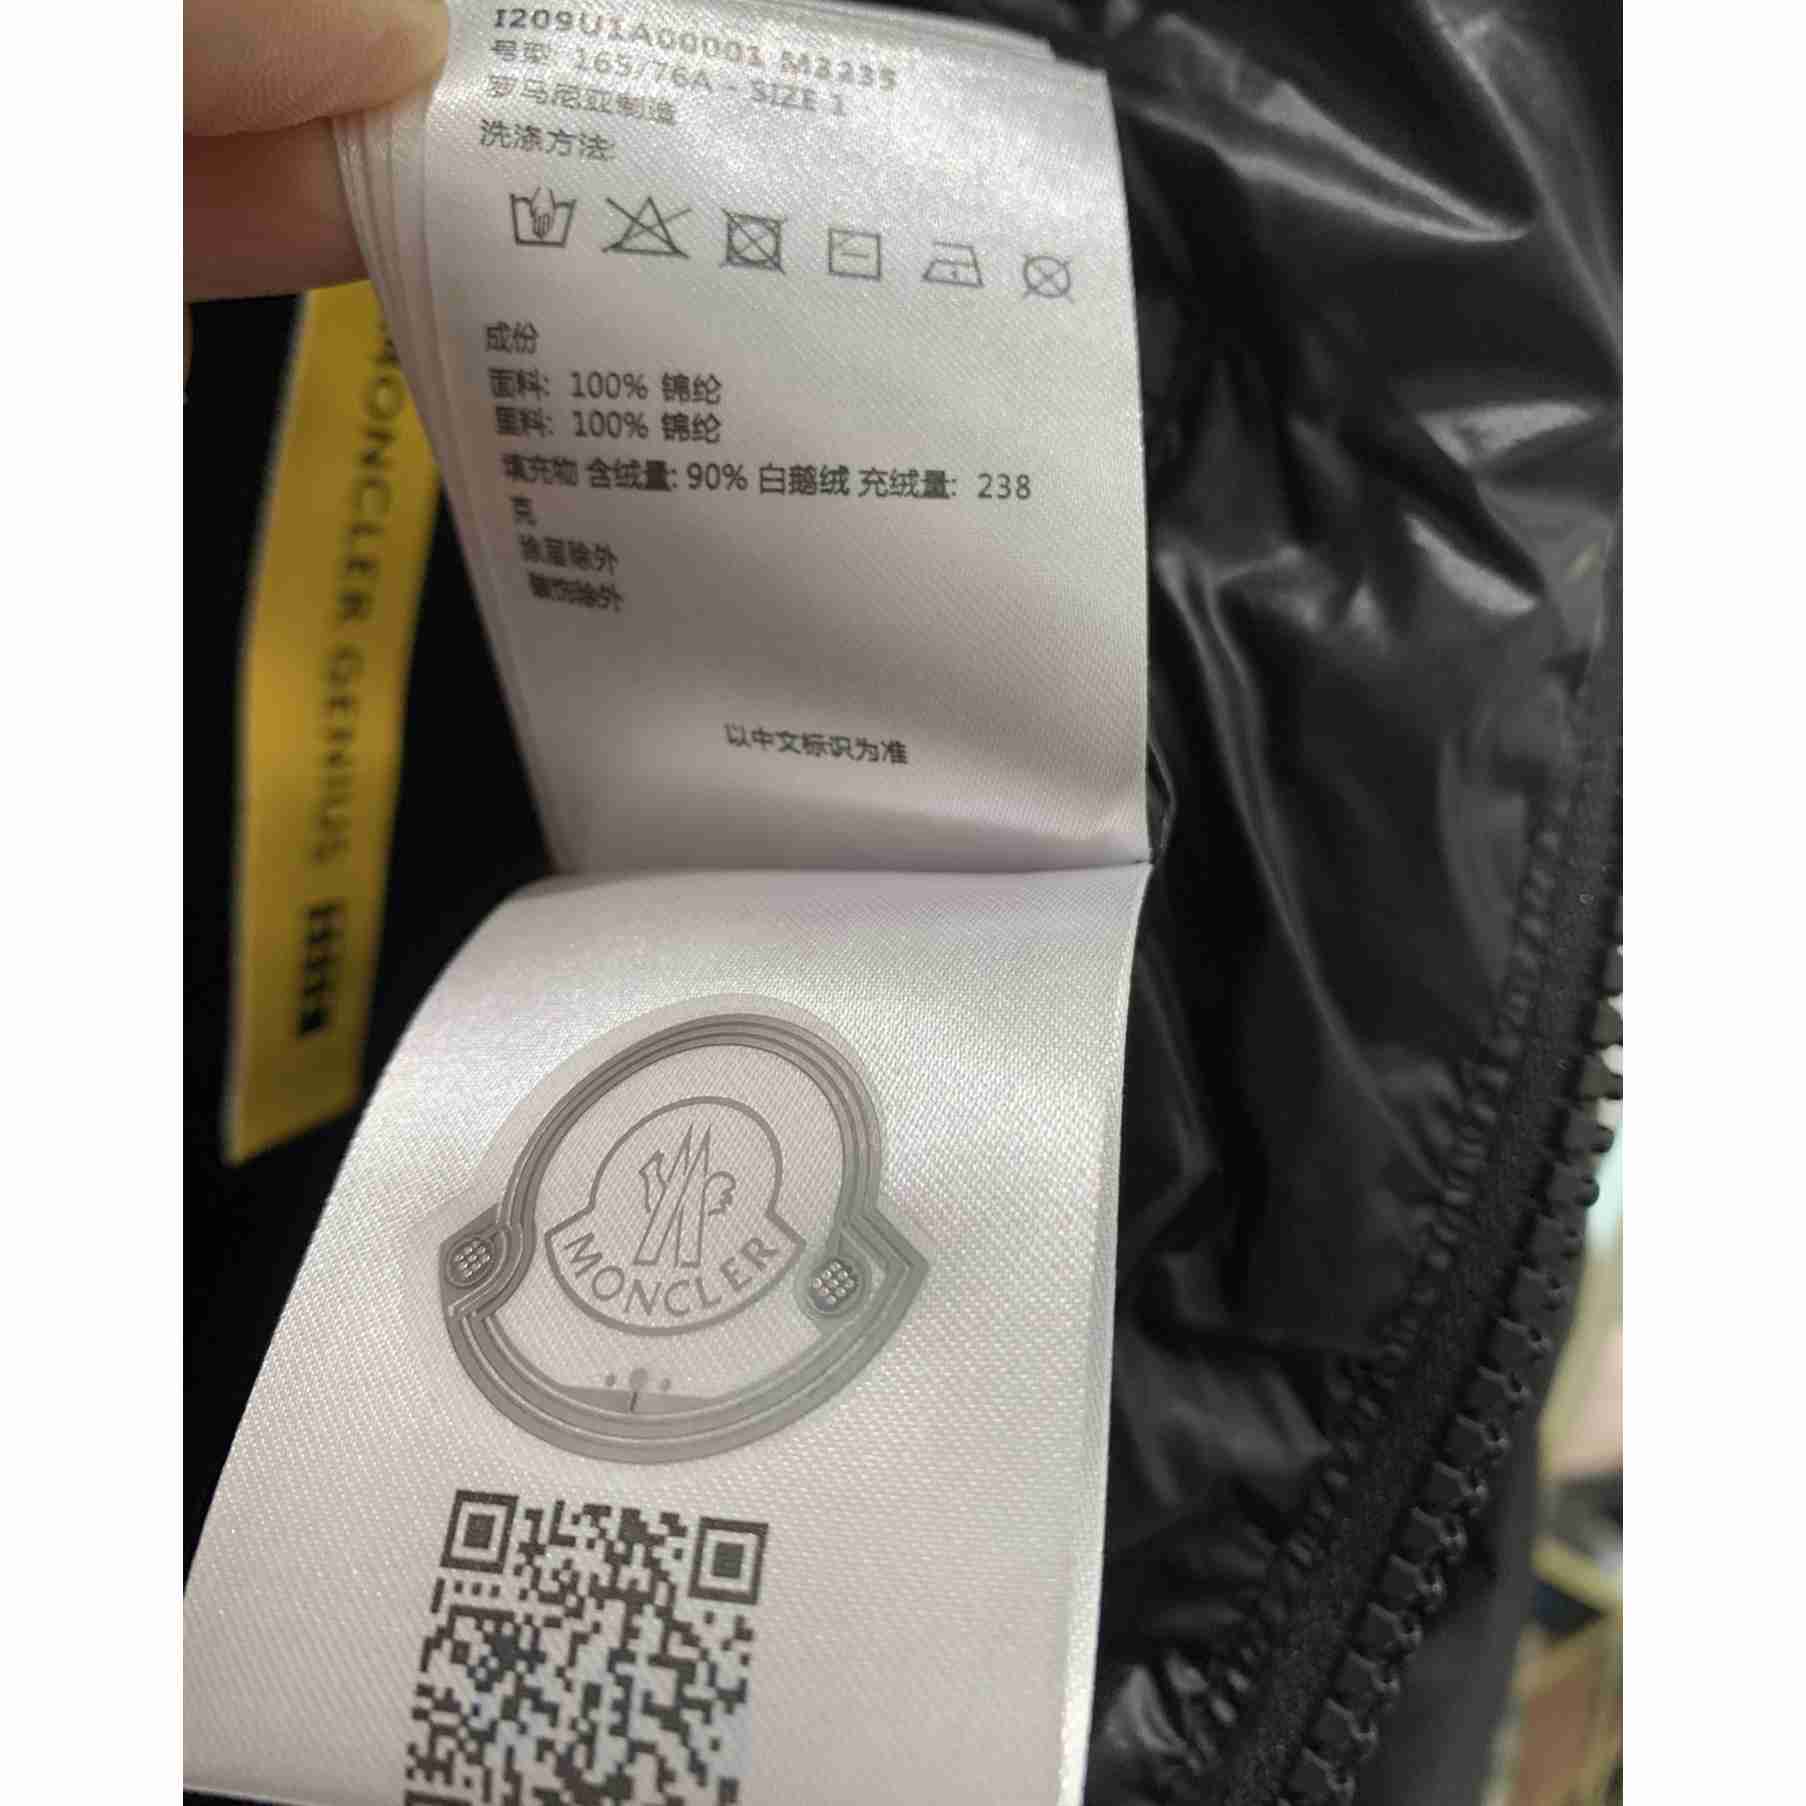 I209U1A00001 M3235
号型 165/76A - SIZE 1
罗马尼亚制造
洗涤方法:
成份
面料: 100% 锦纶
里料: 100% 锦纶
填充物 含绒量: 90% 白鹅绒 充绒量: 238
克
涂层除外
装饰除外
以中文标识为准
MONCLER GENIUS
MONCLER